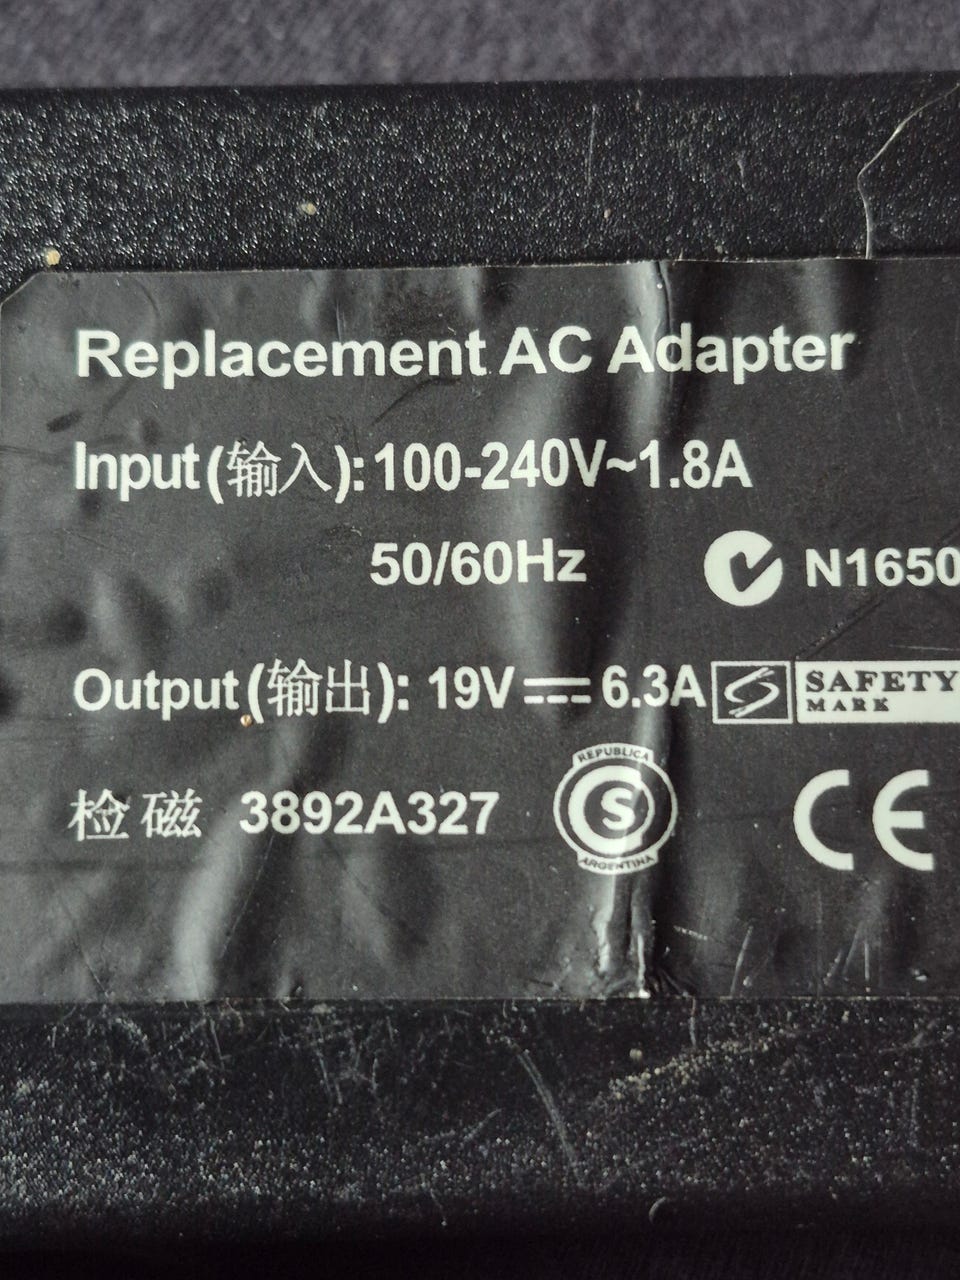 Replacement AC Adapter
Input(输入):100-240V~1.8A
50/60Hz
N1650
Output(输出): 19V⎓6.3A
SAFETY
MARK
检磁 3892A327
REPUBLICA
S
ARGENTINA
CE